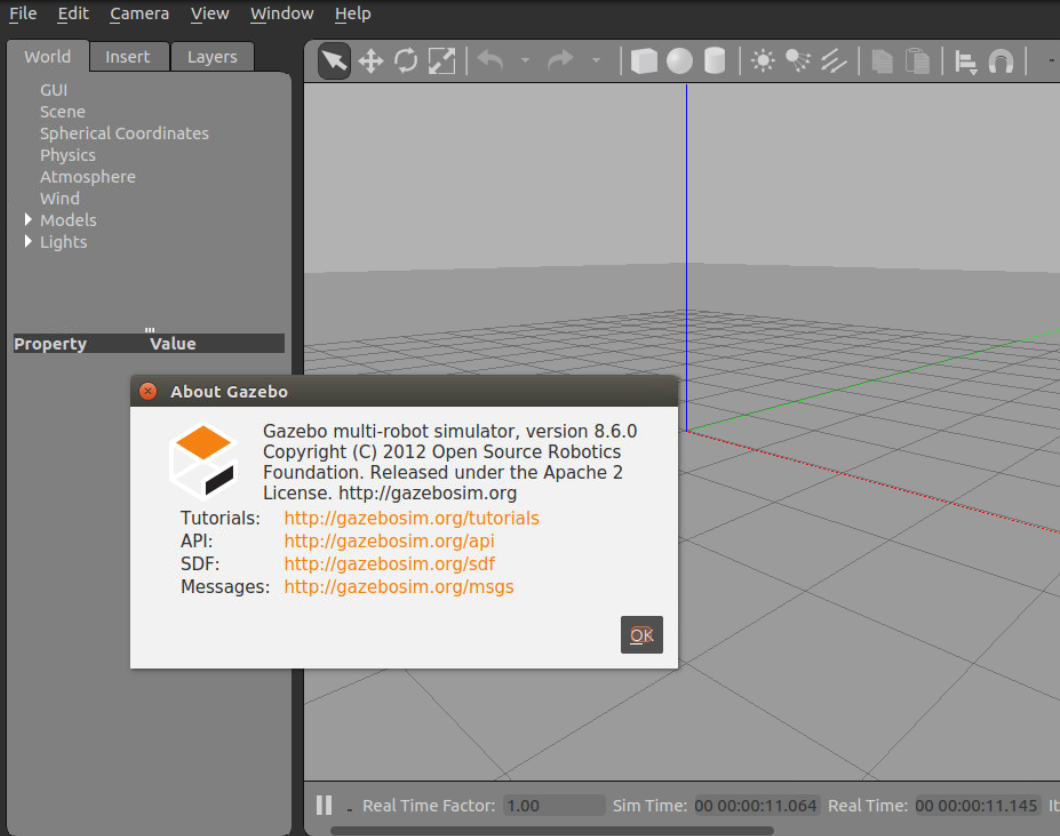 File Edit Camera View Window Help
World Insert Layers
GUI
Scene
Spherical Coordinates
Physics
Atmosphere
Wind
Models
Lights
Property Value
About Gazebo
Gazebo multi-robot simulator, version 8.6.0
Copyright (C) 2012 Open Source Robotics
Foundation. Released under the Apache 2
License. http://gazebosim.org
Tutorials: http://gazebosim.org/tutorials
API: http://gazebosim.org/api
SDF: http://gazebosim.org/sdf
Messages: http://gazebosim.org/msgs
OK
Real Time Factor: 1.00 Sim Time: 00 00:00:11.064 Real Time: 00 00:00:11.145 It